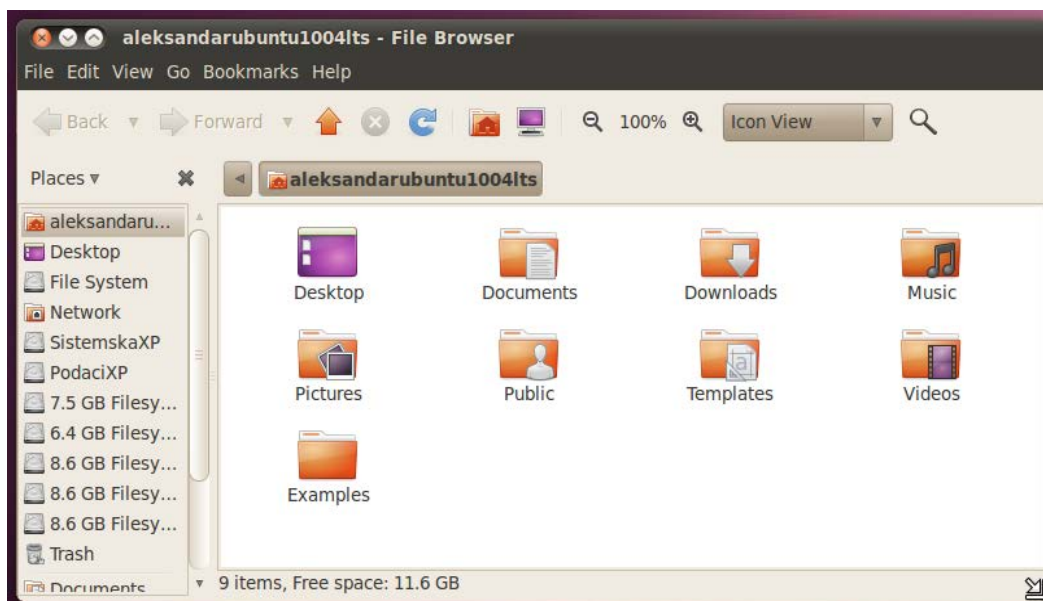 aleksandarubuntu1004lts - File Browser
File Edit View Go Bookmarks Help
Back Forward 100% Icon View
Places
aleksandarubuntu1004lts
aleksandaru...
Desktop
File System
Network
SistemskaXP
PodaciXP
7.5 GB Filesy...
6.4 GB Filesy...
8.6 GB Filesy...
8.6 GB Filesy...
8.6 GB Filesy...
Trash
Documents
Desktop Documents Downloads Music
Pictures Public Templates Videos
Examples
9 items, Free space: 11.6 GB